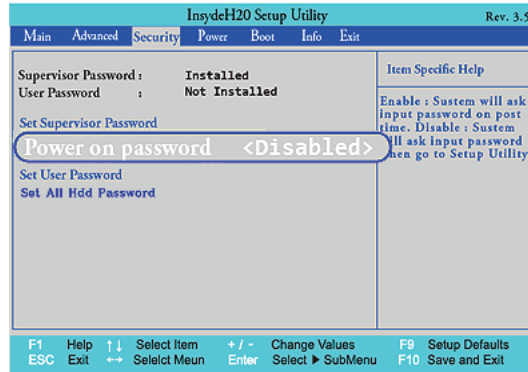 InsydeH20 Setup Utility Rev. 3.5
Main Advanced Security Power Boot Info Exit
Supervisor Password : Installed
User Password : Not Installed
Set Supervisor Password
Power on password <Disabled>
Set User Password
Set All Hdd Password
Item Specific Help
Enable : Sustem will ask
input password on post
time. Disable : Sustem
ill ask input password
hen go to Setup Utility
F1 Help ↑↓ Select Item + / - Change Values F9 Setup Defaults
ESC Exit ↔ Selelct Meun Enter Select ▶ SubMenu F10 Save and Exit